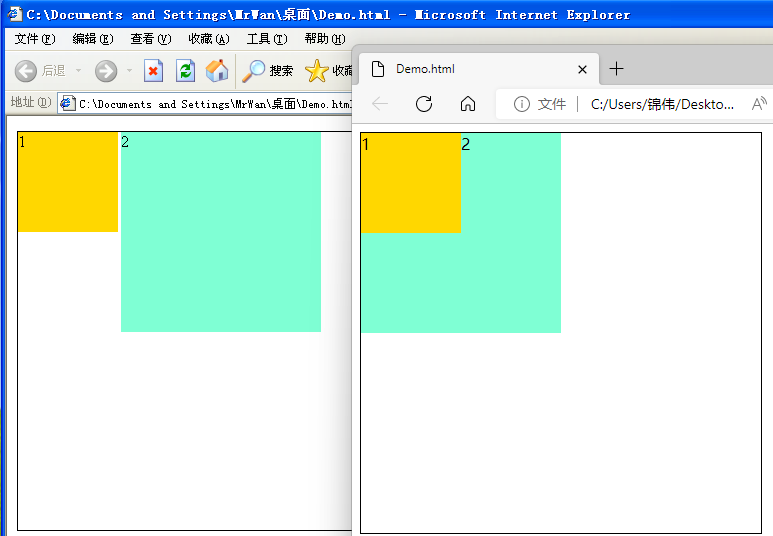 C:\Documents and Settings\MrWan\桌面\Demo.html - Microsoft Internet Explorer
文件(F) 编辑(E) 查看(V) 收藏(A) 工具(T) 帮助(H)
后退 搜索 收藏
地址(D) C:\Documents and Settings\MrWan\桌面\Demo.html
1 2
Demo.html
文件 C:/Users/锦伟/Deskto... A
1 2